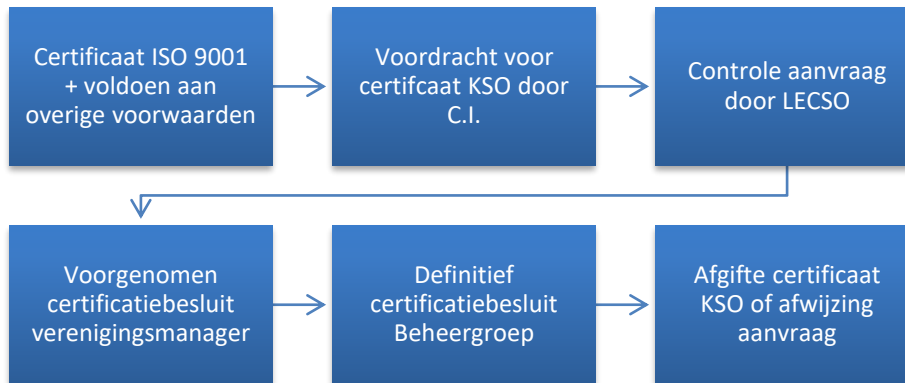 Certificaat ISO 9001
+ voldoen aan
overige voorwaarden
Voordracht voor
certifcaat KSO door
C.I.
Controle aanvraag
door LECSO
Voorgenomen
certificatiebesluit
verenigingsmanager
Definitief
certificatiebesluit
Beheergroep
Afgifte certificaat
KSO of afwijzing
aanvraag